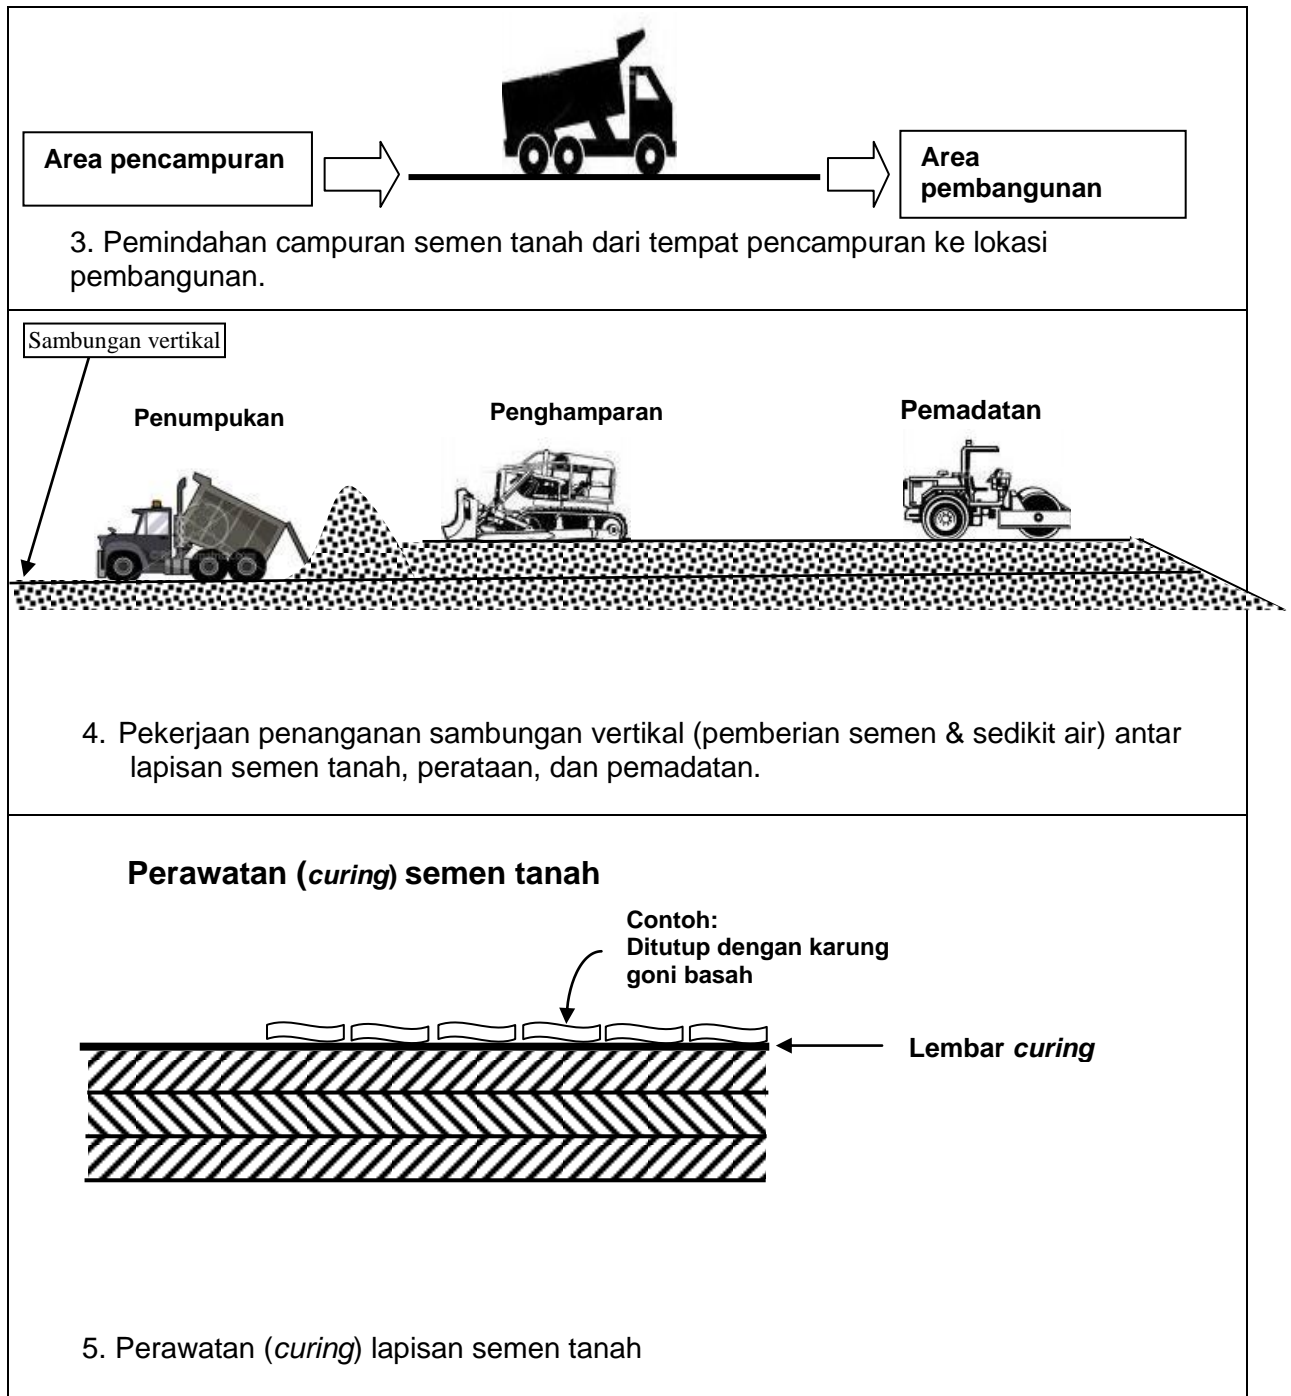 Area pencampuran
Area
pembangunan
3. Pemindahan campuran semen tanah dari tempat pencampuran ke lokasi
pembangunan.
Sambungan vertikal
Penumpukan
Penghamparan
Pemadatan
4. Pekerjaan penanganan sambungan vertikal (pemberian semen & sedikit air) antar
lapisan semen tanah, perataan, dan pemadatan.
Perawatan (curing) semen tanah
Contoh:
Ditutup dengan karung
goni basah
Lembar curing
5. Perawatan (curing) lapisan semen tanah